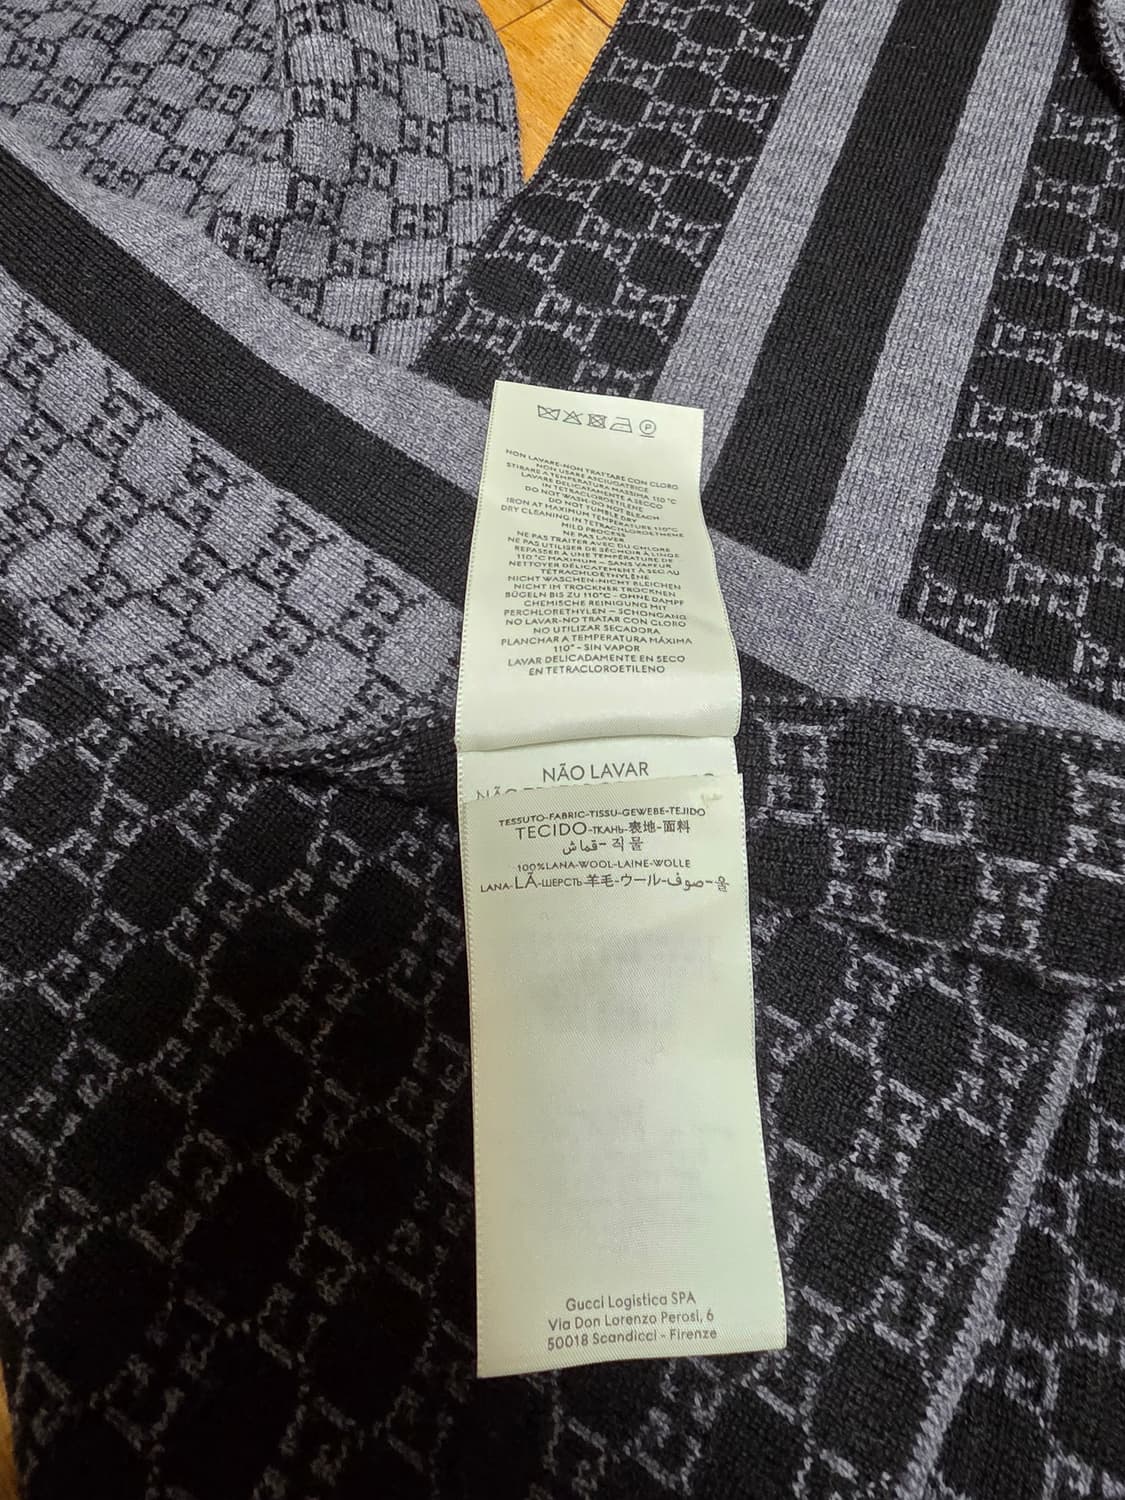 P
NON LAVARE-NON TRATTARE CON CLORO
NON USARE ASCIUGATRICE
STIRARE A TEMPERATURA MASSIMA 110 °C
LAVARE DELICATAMENTE A SECCO
IN TETRACLOROETILENE
DO NOT WASH-DO NOT BLEACH
DO NOT TUMBLE DRY
IRON AT MAXIMUM TEMPERATURE 110°C
DRY CLEANING IN TETRACHLOROETHENE
MILD PROCESS
NE PAS LAVER
NE PAS TRAITER AVEC DU CHLORE
NE PAS UTILISER DE SÉCHOIR À LINGE
REPASSER À UNE TEMPÉRATURE DE
110°C MAXIMUM – SANS VAPEUR
NETTOYER DÉLICATEMENT À SEC AU
TÉTRACHLOÉTHYLÈNE
NICHT WASCHEN-NICHT BLEICHEN
NICHT IM TROCKNER TROCKNEN
BÜGELN BIS ZU 110°C - OHNE DAMPF
CHEMISCHE REINIGUNG MIT
PERCHLORETHYLEN – SCHONGANG
NO LAVAR-NO TRATAR CON CLORO
NO UTILIZAR SECADORA
PLANCHAR A TEMPERATURA MÁXIMA
110° - SIN VAPOR
LAVAR DELICADAMENTE EN SECO
EN TETRACLOROETILENO
NÃO LAVAR
NÃO
TESSUTO-FABRIC-TISSU-GEWEBE-TEJIDO
TECIDO-ТКАНЬ-表地-面料
قماش-직물
100%LANA-WOOL-LAINE-WOLLE
LANA-LÃ-ШЕРСТЬ-羊毛-ウール-صوف-울
Gucci Logistica SPA
Via Don Lorenzo Perosi, 6
50018 Scandicci - Firenze